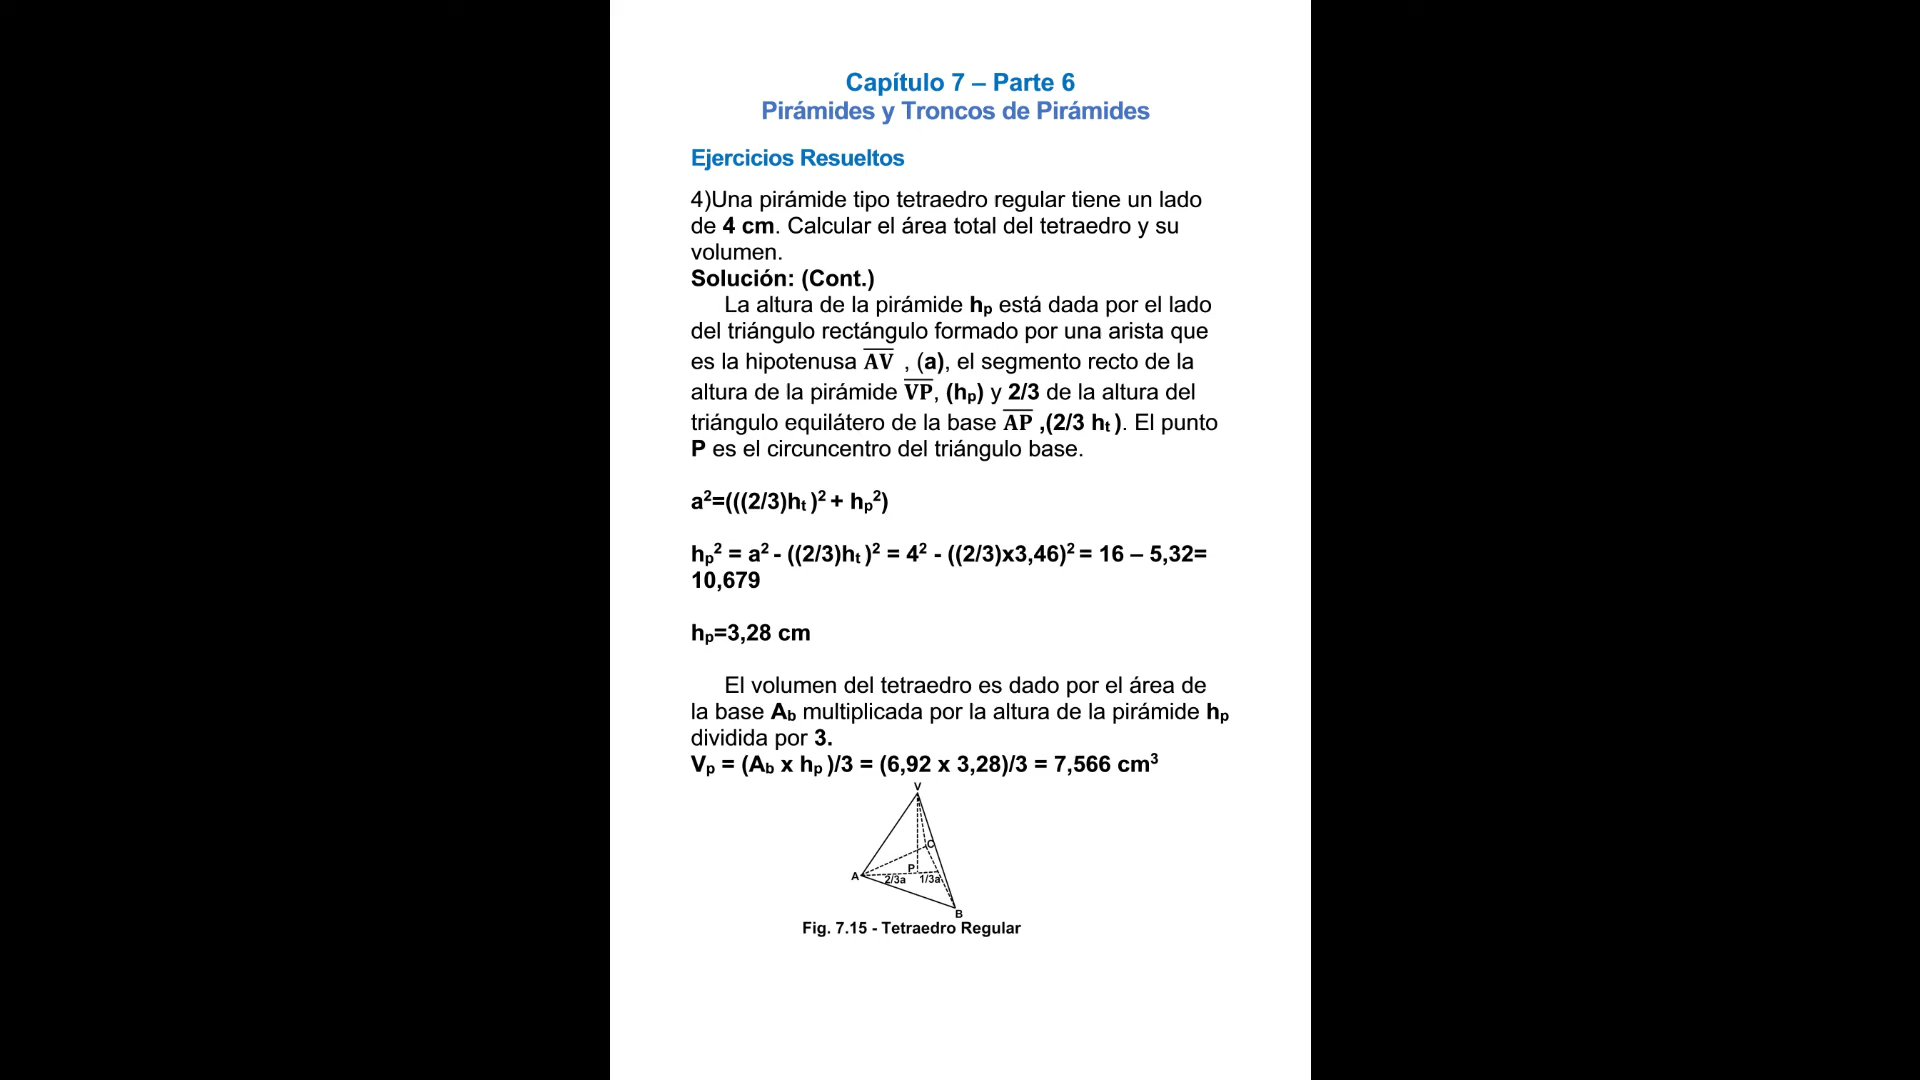 Capítulo 7 – Parte 6
Pirámides y Troncos de Pirámides
Ejercicios Resueltos
4)Una pirámide tipo tetraedro regular tiene un lado
de 4 cm. Calcular el área total del tetraedro y su
volumen.
Solución: (Cont.)
La altura de la pirámide hₚ está dada por el lado
del triángulo rectángulo formado por una arista que
es la hipotenusa A̅V̅ , (a), el segmento recto de la
altura de la pirámide V̅P̅, (hₚ) y 2/3 de la altura del
triángulo equilátero de la base A̅P̅ ,(2/3 hₜ ). El punto
P es el circuncentro del triángulo base.
a²=(((2/3)hₜ )² + hₚ²)
hₚ² = a² - ((2/3)hₜ )² = 4² - ((2/3)x3,46)² = 16 – 5,32=
10,679
hₚ=3,28 cm
El volumen del tetraedro es dado por el área de
la base Ab multiplicada por la altura de la pirámide hₚ
dividida por 3.
Vₚ = (Ab x hₚ )/3 = (6,92 x 3,28)/3 = 7,566 cm³
V
C
P
A
2/3a 1/3a
B
Fig. 7.15 - Tetraedro Regular